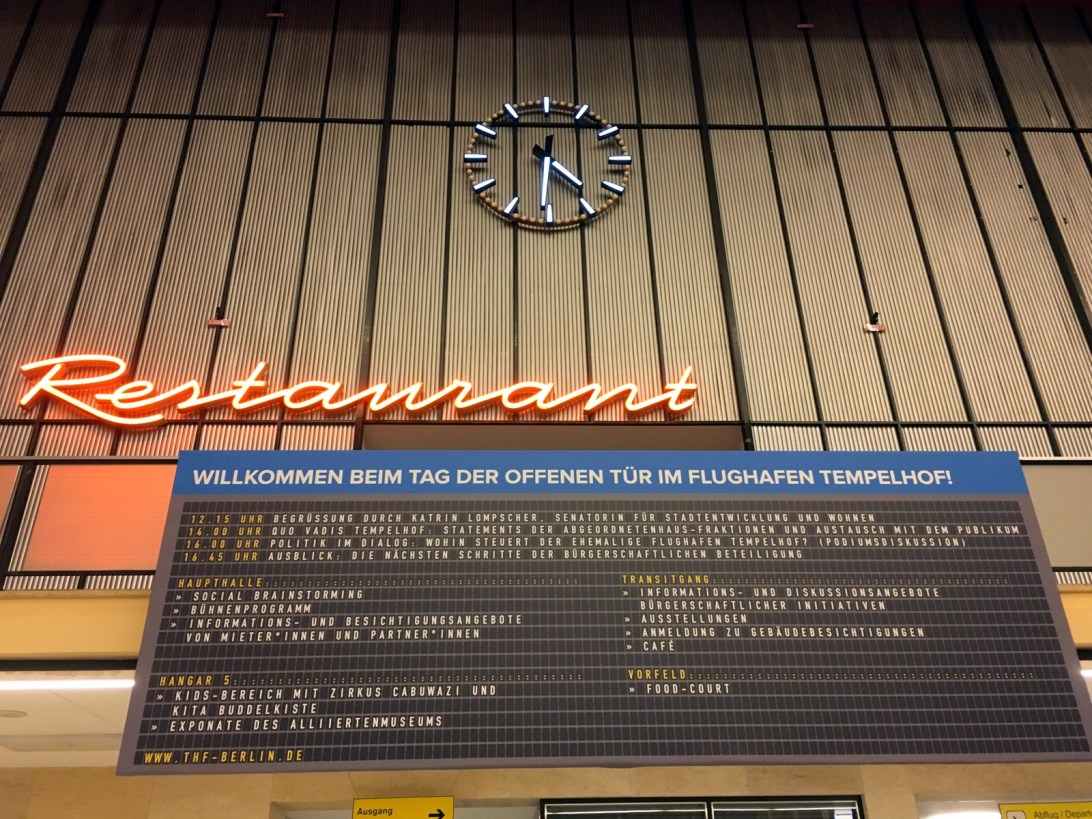 Restaurant
WILLKOMMEN BEIM TAG DER OFFENEN TÜR IM FLUGHAFEN TEMPELHOF!
12.15 UHR BEGRÜSSUNG DURCH KATRIN LOMPSCHER, SENATORIN FÜR STADTENTWICKLUNG UND WOHNEN
14.00 UHR QUO VADIS TEMPELHOF: STATEMENTS DER ABGEORDNETENHAUS-FRAKTIONEN UND AUSTAUSCH MIT DEM PUBLIKUM
16.00 UHR POLITIK IM DIALOG: WOHIN STEUERT DER EHEMALIGE FLUGHAFEN TEMPELHOF? (PODIUMSDISKUSSION)
16.45 UHR AUSBLICK: DIE NÄCHSTEN SCHRITTE DER BÜRGERSCHAFTLICHEN BETEILIGUNG
HAUPTHALLE
» SOCIAL BRAINSTORMING
» BÜHNENPROGRAMM
» INFORMATIONS- UND BESICHTIGUNGSANGEBOTE
VON MIETER*INNEN UND PARTNER*INNEN
HANGAR 5
» KIDS-BEREICH MIT ZIRKUS CABUWAZI UND
KITA BUDDELKISTE
» EXPONATE DES ALLIIERTENMUSEUMS
WWW.THF-BERLIN.DE
TRANSITGANG
» INFORMATIONS- UND DISKUSSIONSANGEBOTE
BÜRGERSCHAFTLICHER INITIATIVEN
» AUSSTELLUNGEN
» ANMELDUNG ZU GEBÄUDEBESICHTIGUNGEN
» CAFÉ
VORFELD
» FOOD-COURT
Ausgang
Abflug /